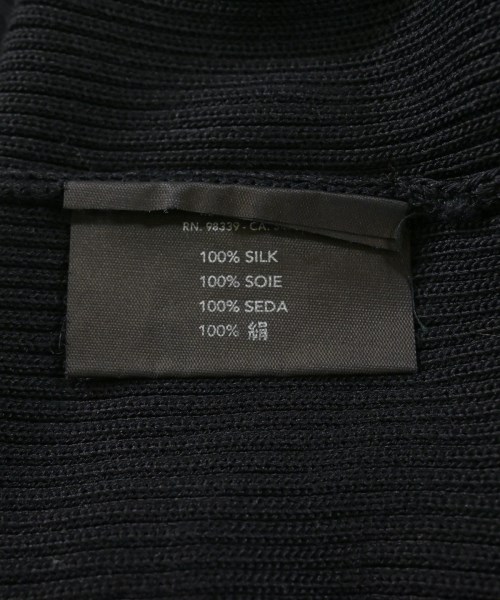 RN. 98339 - CA.
100% SILK
100% SOIE
100% SEDA
100% 絹